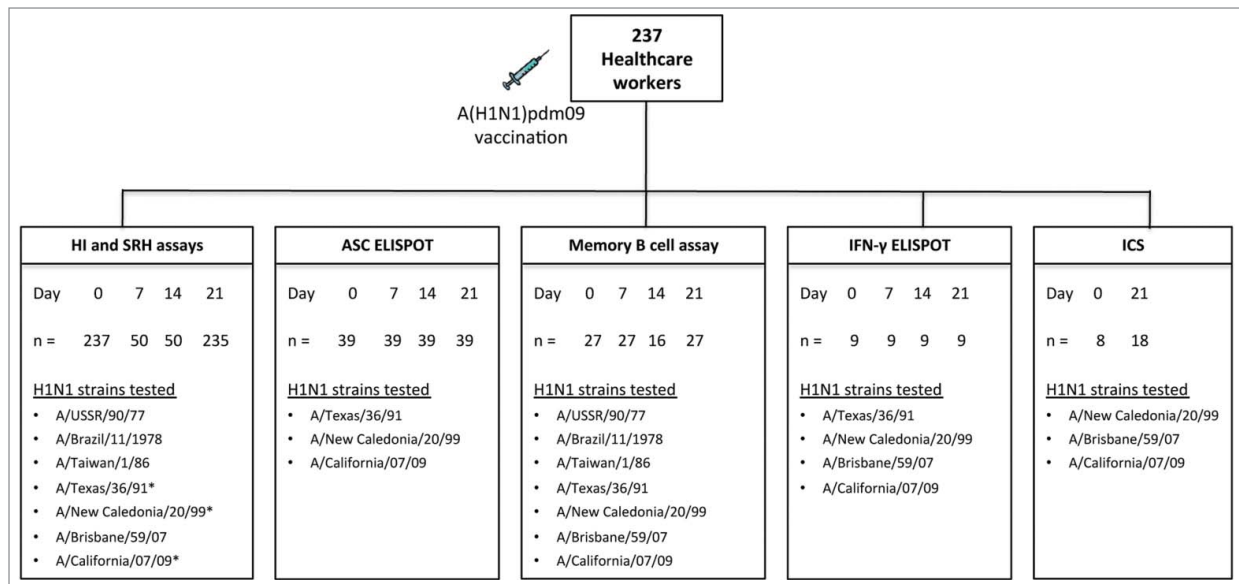 237
Healthcare
workers
A(H1N1)pdm09
vaccination
HI and SRH assays
Day 0 7 14 21
n = 237 50 50 235
H1N1 strains tested
• A/USSR/90/77
• A/Brazil/11/1978
• A/Taiwan/1/86
• A/Texas/36/91*
• A/New Caledonia/20/99*
• A/Brisbane/59/07
• A/California/07/09*
ASC ELISPOT
Day 0 7 14 21
n = 39 39 39 39
H1N1 strains tested
• A/Texas/36/91
• A/New Caledonia/20/99
• A/California/07/09
Memory B cell assay
Day 0 7 14 21
n = 27 27 16 27
H1N1 strains tested
• A/USSR/90/77
• A/Brazil/11/1978
• A/Taiwan/1/86
• A/Texas/36/91
• A/New Caledonia/20/99
• A/Brisbane/59/07
• A/California/07/09
IFN-γ ELISPOT
Day 0 7 14 21
n = 9 9 9 9
H1N1 strains tested
• A/Texas/36/91
• A/New Caledonia/20/99
• A/Brisbane/59/07
• A/California/07/09
ICS
Day 0 21
n = 8 18
H1N1 strains tested
• A/New Caledonia/20/99
• A/Brisbane/59/07
• A/California/07/09